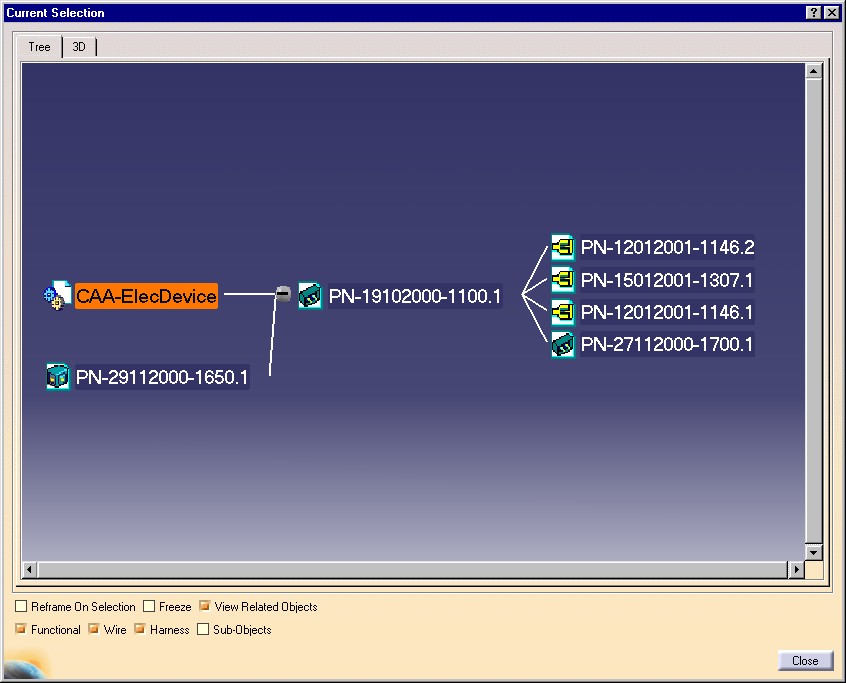 Current Selection
Tree 3D
PN-12012001-1146.2
PN-15012001-1307.1
CAA-ElecDevice PN-19102000-1100.1
PN-12012001-1146.1
PN-27112000-1700.1
PN-29112000-1650.1
Reframe On Selection Freeze View Related Objects
Functional Wire Harness Sub-Objects
Close